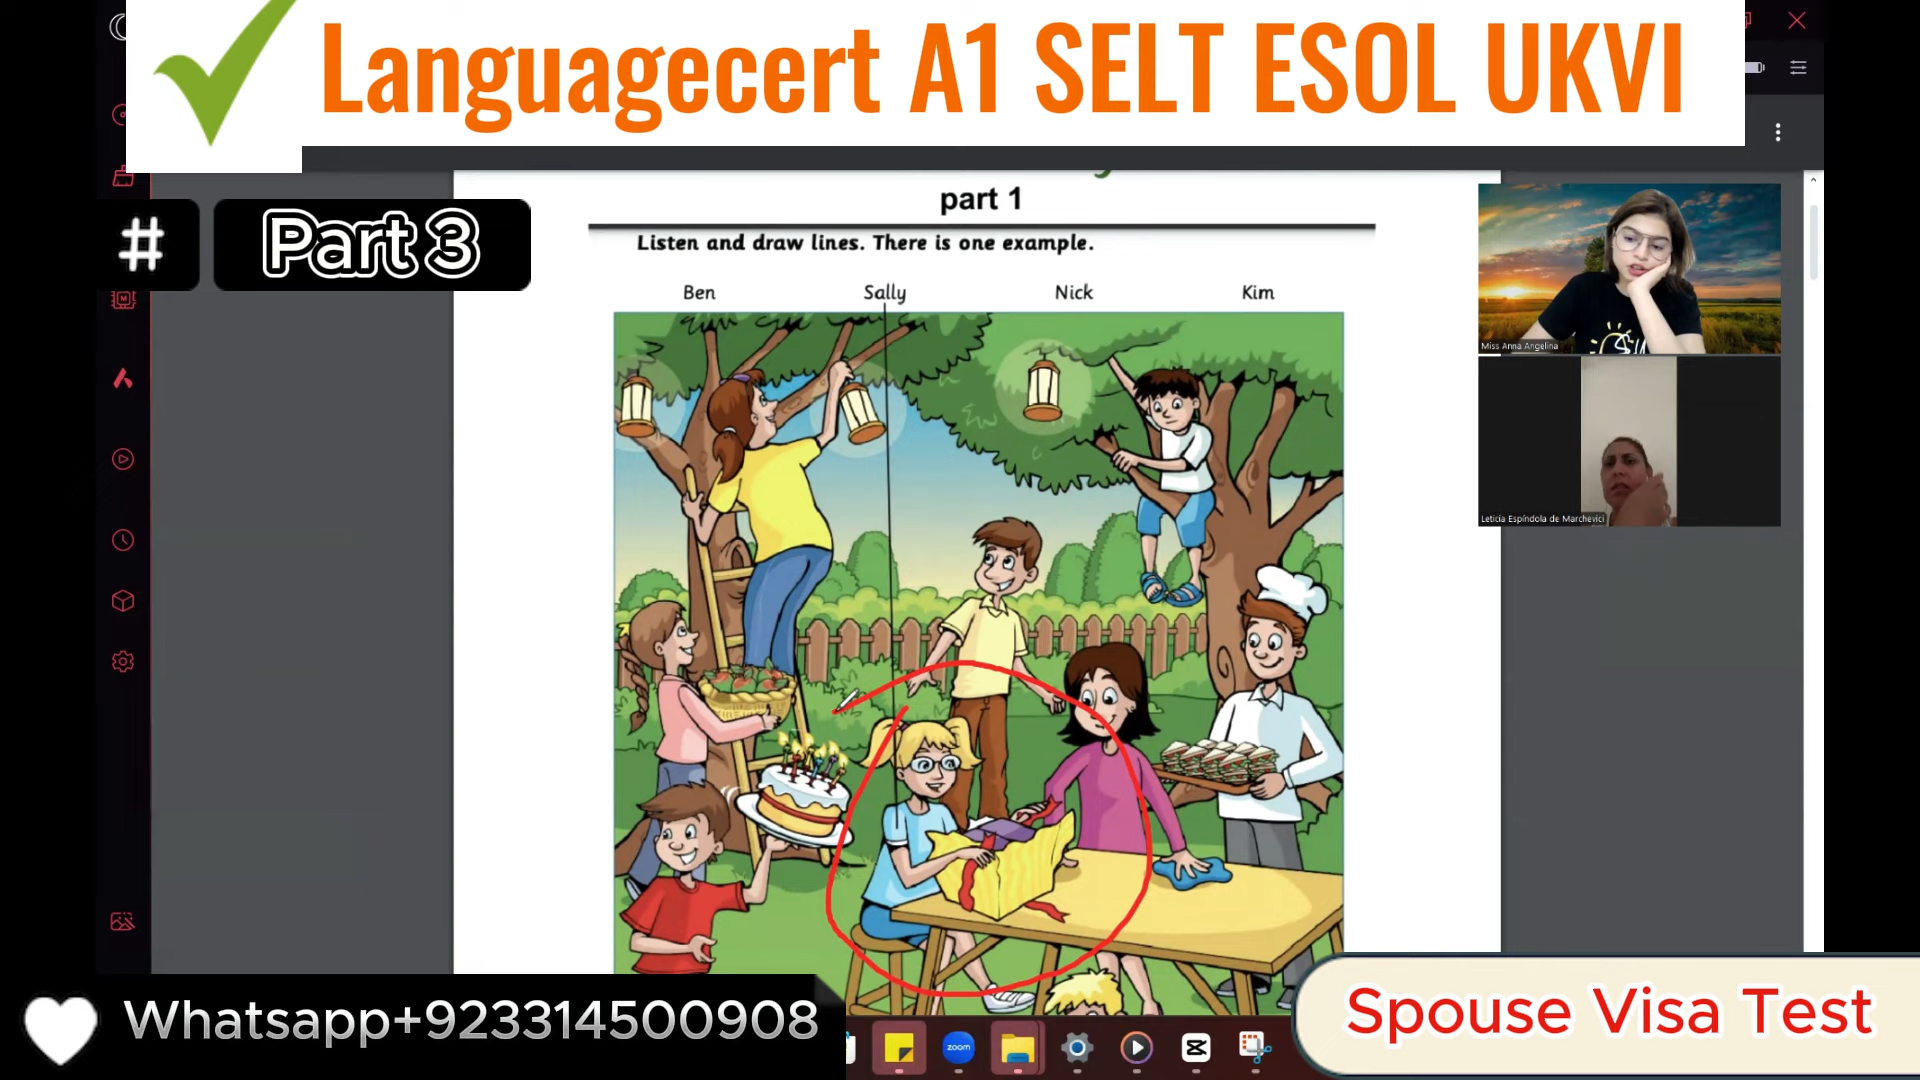 Languagecert A1 SELT ESOL UKVI
# Part 3
part 1
Listen and draw lines. There is one example.
Ben Sally Nick Kim
Miss Anna Angelina
Leticia Espíndola de Marchevici
Whatsapp+923314500908
zoom
Spouse Visa Test